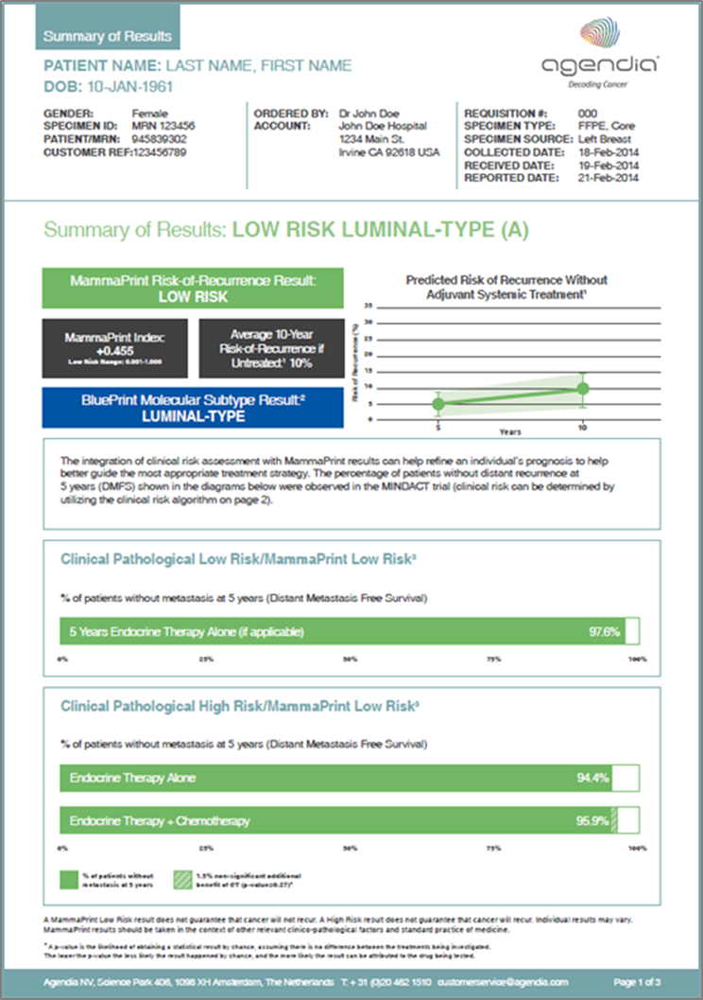 Summary of Results
agendia
Decoding Cancer
PATIENT NAME: LAST NAME, FIRST NAME
DOB: 10-JAN-1961
GENDER: Female
SPECIMEN ID: MRN 123456
PATIENT/MRN: 945839302
CUSTOMER REF:123456789
ORDERED BY: Dr John Doe
ACCOUNT: John Doe Hospital
1234 Main St.
Irvine CA 92618 USA
REQUISITION #: 000
SPECIMEN TYPE: FFPE, Core
SPECIMEN SOURCE: Left Breast
COLLECTED DATE: 18-Feb-2014
RECEIVED DATE: 19-Feb-2014
REPORTED DATE: 21-Feb-2014
Summary of Results: LOW RISK LUMINAL-TYPE (A)
MammaPrint Risk-of-Recurrence Result:
LOW RISK
MammaPrint Index:
+0.455
Low Risk Range: 0.001-1.000
Average 10-Year
Risk-of-Recurrence if
Untreated:¹ 10%
BluePrint Molecular Subtype Result:²
LUMINAL-TYPE
Predicted Risk of Recurrence Without
Adjuvant Systemic Treatment¹
Risk of Recurrence (%)
35
30
25
20
15
10
5
0
5
10
Years
The integration of clinical risk assessment with MammaPrint results can help refine an individual's prognosis to help
better guide the most appropriate treatment strategy. The percentage of patients without distant recurrence at
5 years (DMFS) shown in the diagrams below were observed in the MINDACT trial (clinical risk can be determined by
utilizing the clinical risk algorithm on page 2).
Clinical Pathological Low Risk/MammaPrint Low Risk³
% of patients without metastasis at 5 years (Distant Metastasis Free Survival)
5 Years Endocrine Therapy Alone (if applicable) 97.6%
0% 25% 50% 75% 100%
Clinical Pathological High Risk/MammaPrint Low Risk³
% of patients without metastasis at 5 years (Distant Metastasis Free Survival)
Endocrine Therapy Alone 94.4%
Endocrine Therapy + Chemotherapy 95.9%
0% 25% 50% 75% 100%
% of patients without
metastasis at 5 years
1.5% non-significant additional
benefit of CT (p-value=0.27)*
A MammaPrint Low Risk result does not guarantee that cancer will not recur. A High Risk result does not guarantee that cancer will recur. Individual results may vary.
MammaPrint results should be taken in the context of other relevant clinico-pathological factors and standard practice of medicine.
* A p-value is the likelihood of obtaining a statistical result by chance, assuming there is no difference between the treatments being investigated.
The lower the p-value the less likely the result happened by chance, and the more likely the result can be attributed to the drug being tested.
Agendia NV, Science Park 406, 1098 XH Amsterdam, The Netherlands T: + 31 (0)20 462 1510 customerservice@agendia.com Page 1 of 3